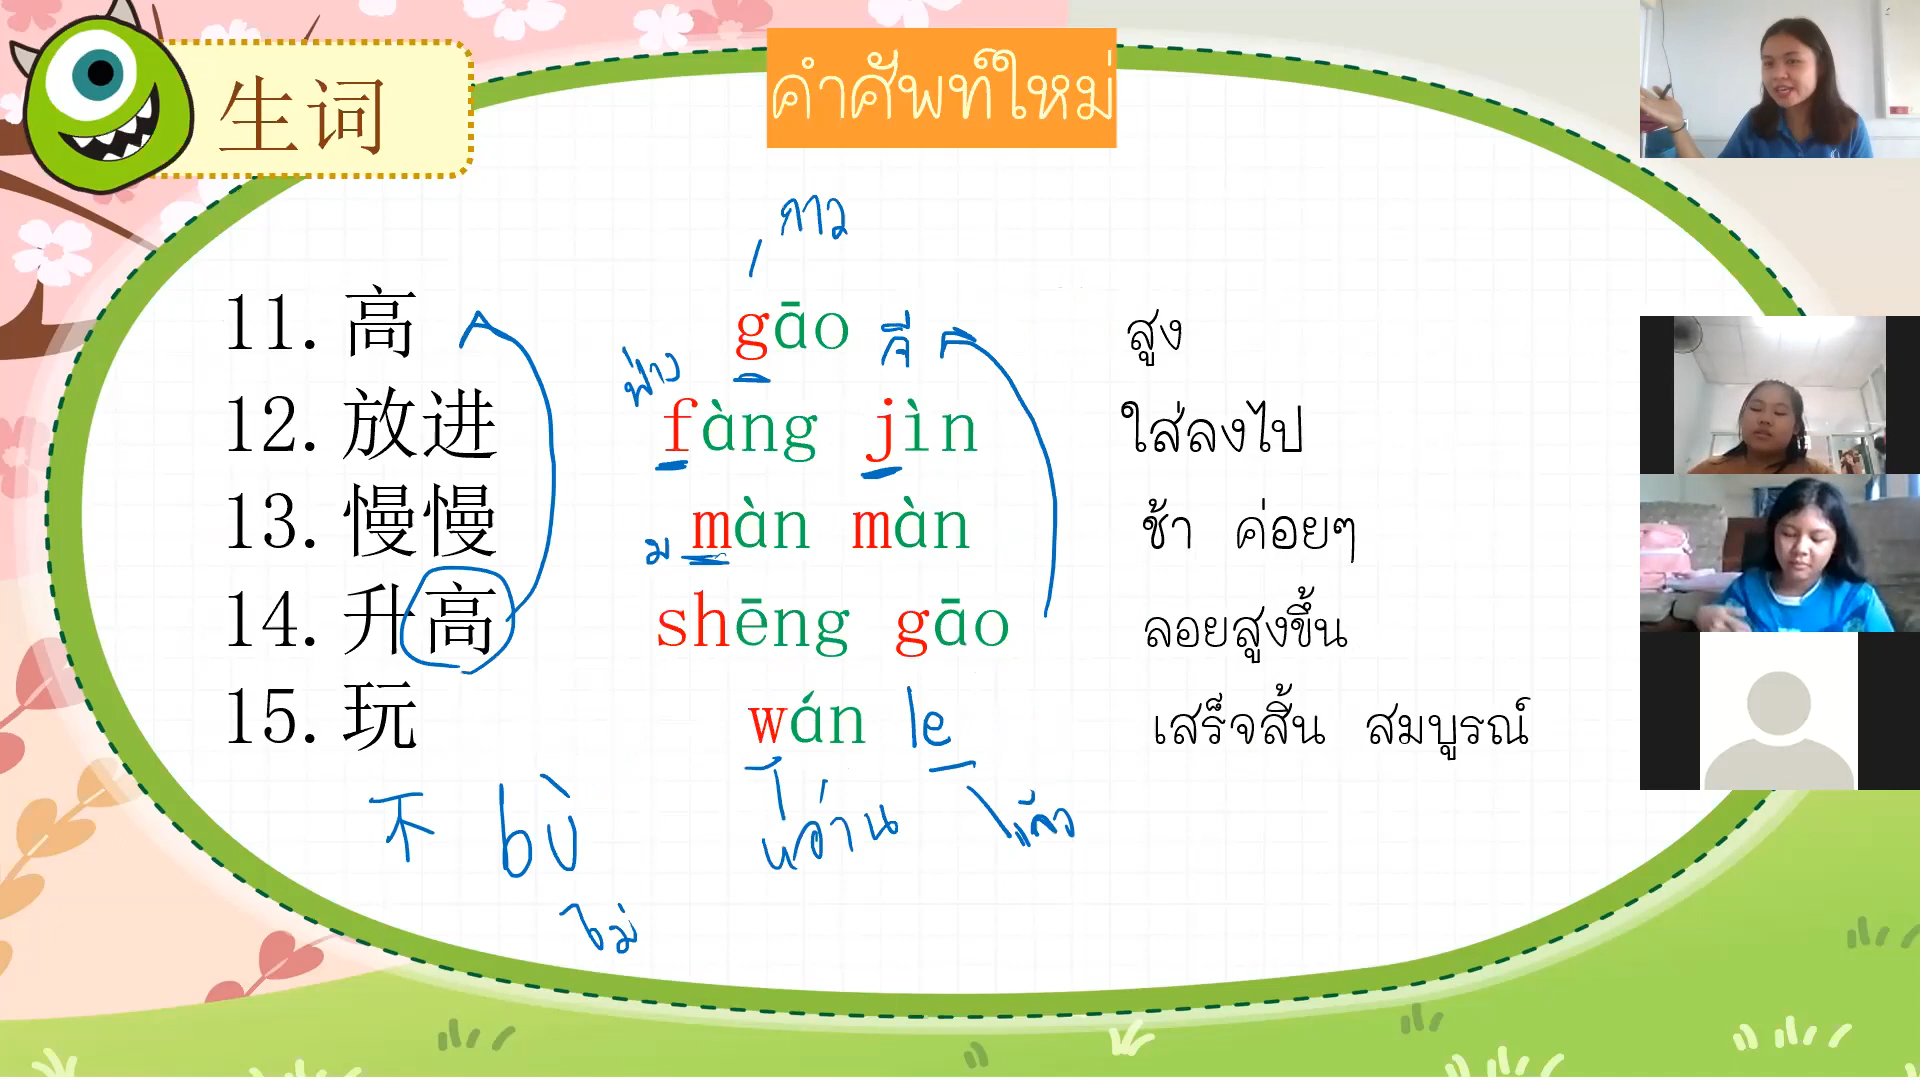 生词
คำศัพท์ใหม่
กาว
11. 高 gāo จี สูง
ฟ่าง
12. 放进 fàng jìn ใส่ลงไป
13. 慢慢 ม màn màn ช้า ค่อยๆ
14. 升高 shēng gāo ลอยสูงขึ้น
15. 玩 wán le เสร็จสิ้น สมบูรณ์
不 bù หว่าน แล้ว
ไม่